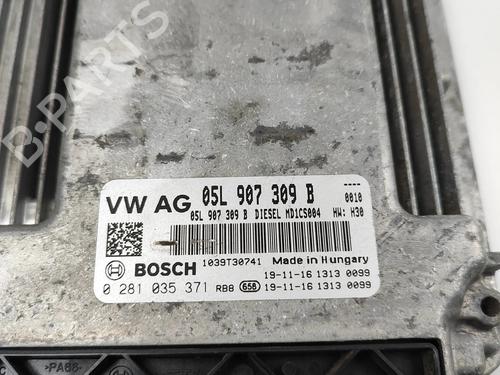 B-PARTS
VW AG 05L 907 309 B
05L 907 309 B DIESEL MD1CS004 HW: H30
----
0010
BOSCH 1039T30741 Made in Hungary
19-11-16 1313 0099
0 281 035 371 RB8 658 19-11-16 1313 0099
>PA66-